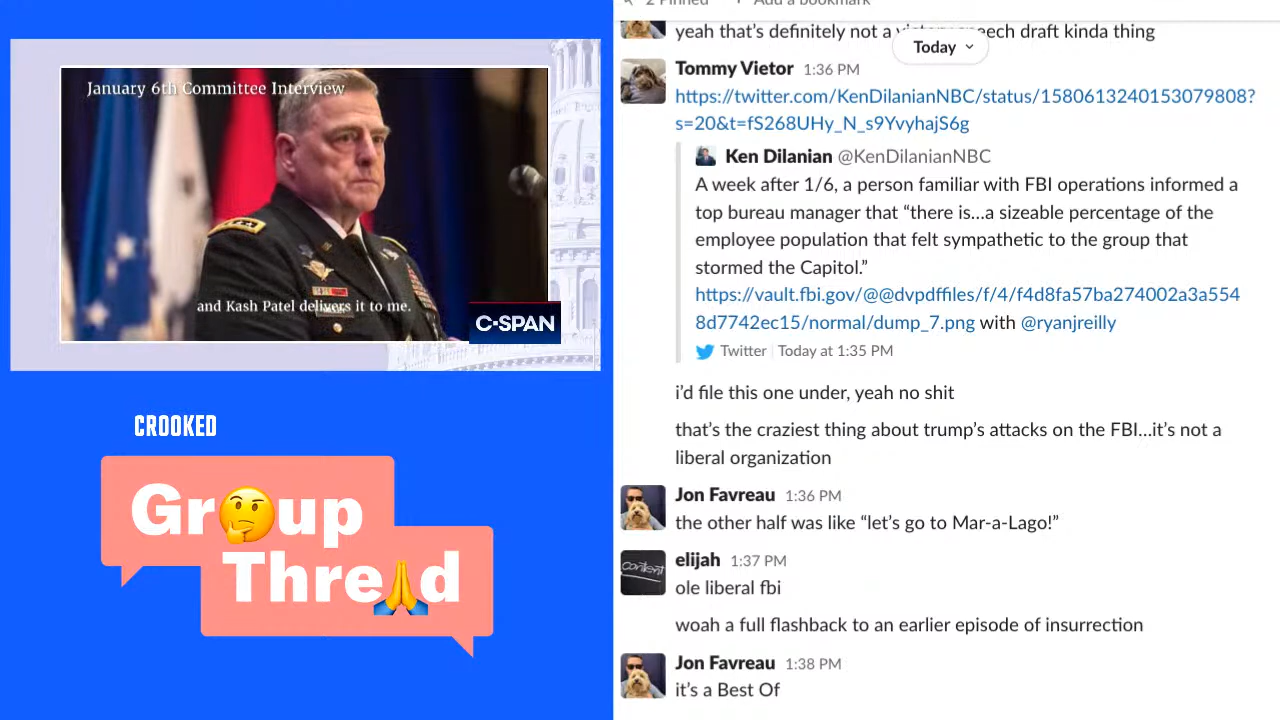 January 6th Committee Interview
and Kash Patel delivers it to me.
C-SPAN
CROOKED
Gr🤔up
Thre🙏d
2 Pinned + Add a bookmark
yeah that's definitely not a victory speech draft kinda thing
Today
Tommy Vietor 1:36 PM
https://twitter.com/KenDilanianNBC/status/1580613240153079808?
s=20&t=fS268UHy_N_s9YvyhajS6g
Ken Dilanian @KenDilanianNBC
A week after 1/6, a person familiar with FBI operations informed a
top bureau manager that “there is…a sizeable percentage of the
employee population that felt sympathetic to the group that
stormed the Capitol.”
https://vault.fbi.gov/@@dvpdffiles/f/4/f4d8fa57ba274002a3a554
8d7742ec15/normal/dump_7.png with @ryanjreilly
Twitter | Today at 1:35 PM
i'd file this one under, yeah no shit
that's the craziest thing about trump's attacks on the FBI…it's not a
liberal organization
Jon Favreau 1:36 PM
the other half was like “let's go to Mar-a-Lago!”
elijah 1:37 PM
content
ole liberal fbi
woah a full flashback to an earlier episode of insurrection
Jon Favreau 1:38 PM
it's a Best Of